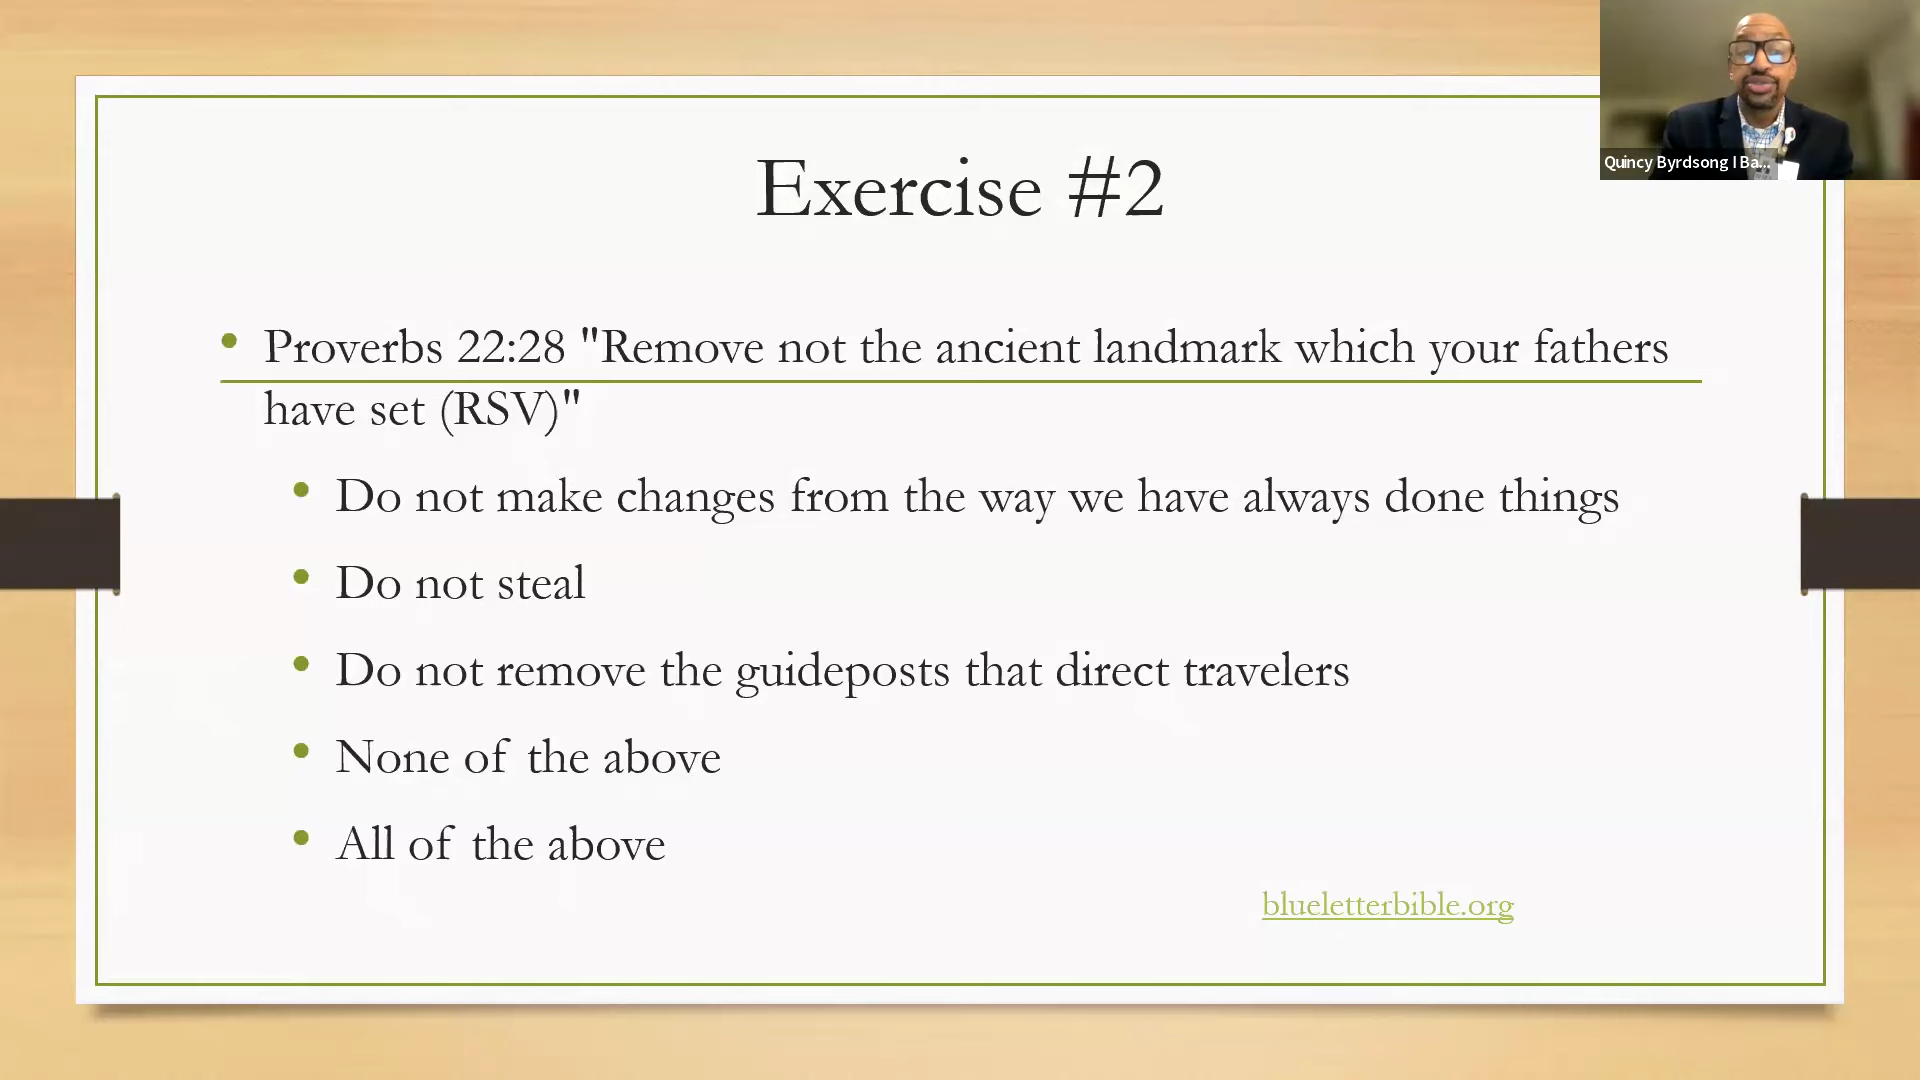 Quincy Byrdsong I Ba...
Exercise #2
• Proverbs 22:28 "Remove not the ancient landmark which your fathers
have set (RSV)"
• Do not make changes from the way we have always done things
• Do not steal
• Do not remove the guideposts that direct travelers
• None of the above
• All of the above
blueletterbible.org